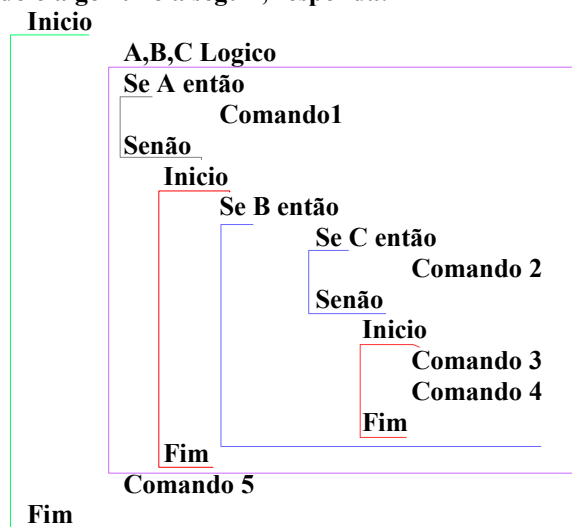 Inicio
A,B,C Logico
Se A então
Comando1
Senão
Inicio
Se B então
Se C então
Comando 2
Senão
Inicio
Comando 3
Comando 4
Fim
Fim
Comando 5
Fim